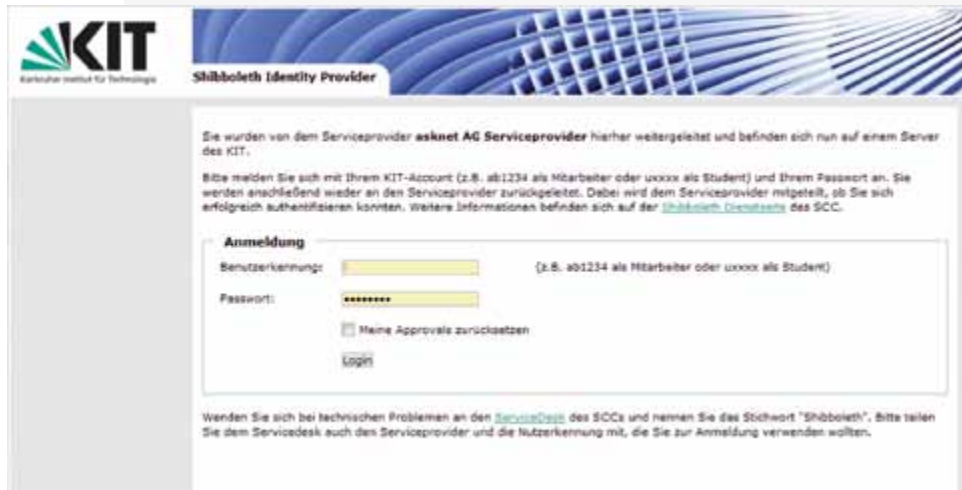 KIT
Karlsruher Institut für Technologie
Shibboleth Identity Provider
Sie wurden von dem Serviceprovider asknet AG Serviceprovider hierher weitergeleitet und befinden sich nun auf einem Server
des KIT.
Bitte melden Sie sich mit Ihrem KIT-Account (z.B. ab1234 als Mitarbeiter oder uxxxx als Student) und Ihrem Passwort an. Sie
werden anschließend wieder an den Serviceprovider zurückgeleitet. Dabei wird dem Serviceprovider mitgeteilt, ob Sie sich
erfolgreich authentifizieren konnten. Weitere Informationen befinden sich auf der Shibboleth Dienstseite des SCC.
Anmeldung
Benutzerkennung: (z.B. ab1234 als Mitarbeiter oder uxxxx als Student)
Passwort: ••••••••
Meine Approvals zurücksetzen
Login
Wenden Sie sich bei technischen Problemen an den ServiceDesk des SCCs und nennen Sie das Stichwort "Shibboleth". Bitte teilen
Sie dem Servicedesk auch den Serviceprovider und die Nutzerkennung mit, die Sie zur Anmeldung verwenden wollten.